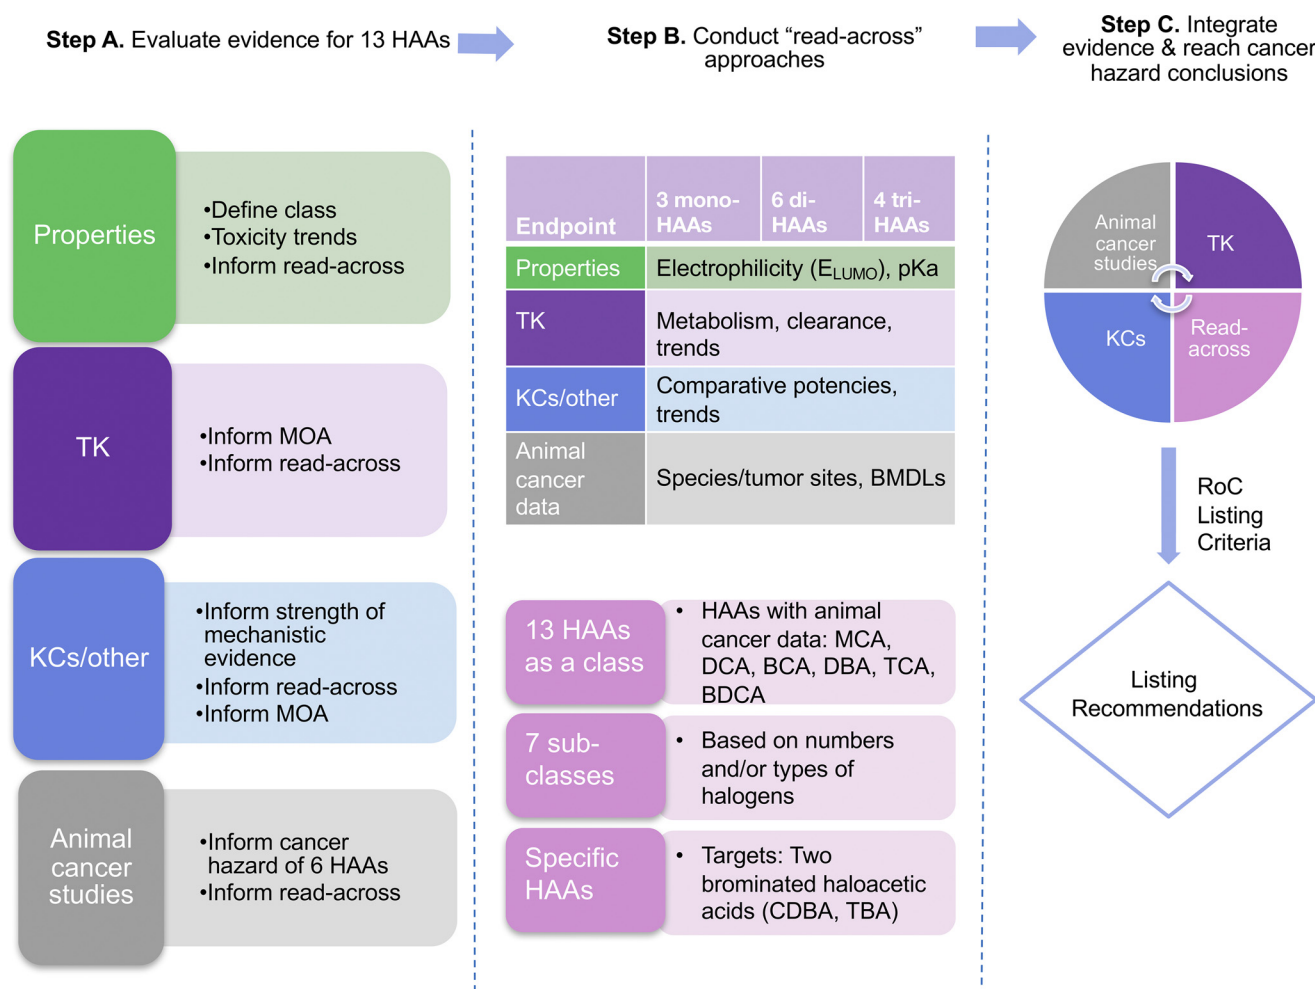 Step A. Evaluate evidence for 13 HAAs
Properties
•Define class
•Toxicity trends
•Inform read-across
TK
•Inform MOA
•Inform read-across
KCs/other
•Inform strength of
mechanistic
evidence
•Inform read-across
•Inform MOA
Animal
cancer
studies
•Inform cancer
hazard of 6 HAAs
•Inform read-across
Step B. Conduct “read-across”
approaches
Endpoint
3 mono-
HAAs
6 di-
HAAs
4 tri-
HAAs
Properties
Electrophilicity (ELUMO), pKa
TK
Metabolism, clearance,
trends
KCs/other
Comparative potencies,
trends
Animal
cancer
data
Species/tumor sites, BMDLs
13 HAAs
as a class
• HAAs with animal
cancer data: MCA,
DCA, BCA, DBA, TCA,
BDCA
7 sub-
classes
• Based on numbers
and/or types of
halogens
Specific
HAAs
• Targets: Two
brominated haloacetic
acids (CDBA, TBA)
Step C. Integrate
evidence & reach cancer
hazard conclusions
Animal
cancer
studies
TK
KCs
Read-
across
RoC
Listing
Criteria
Listing
Recommendations